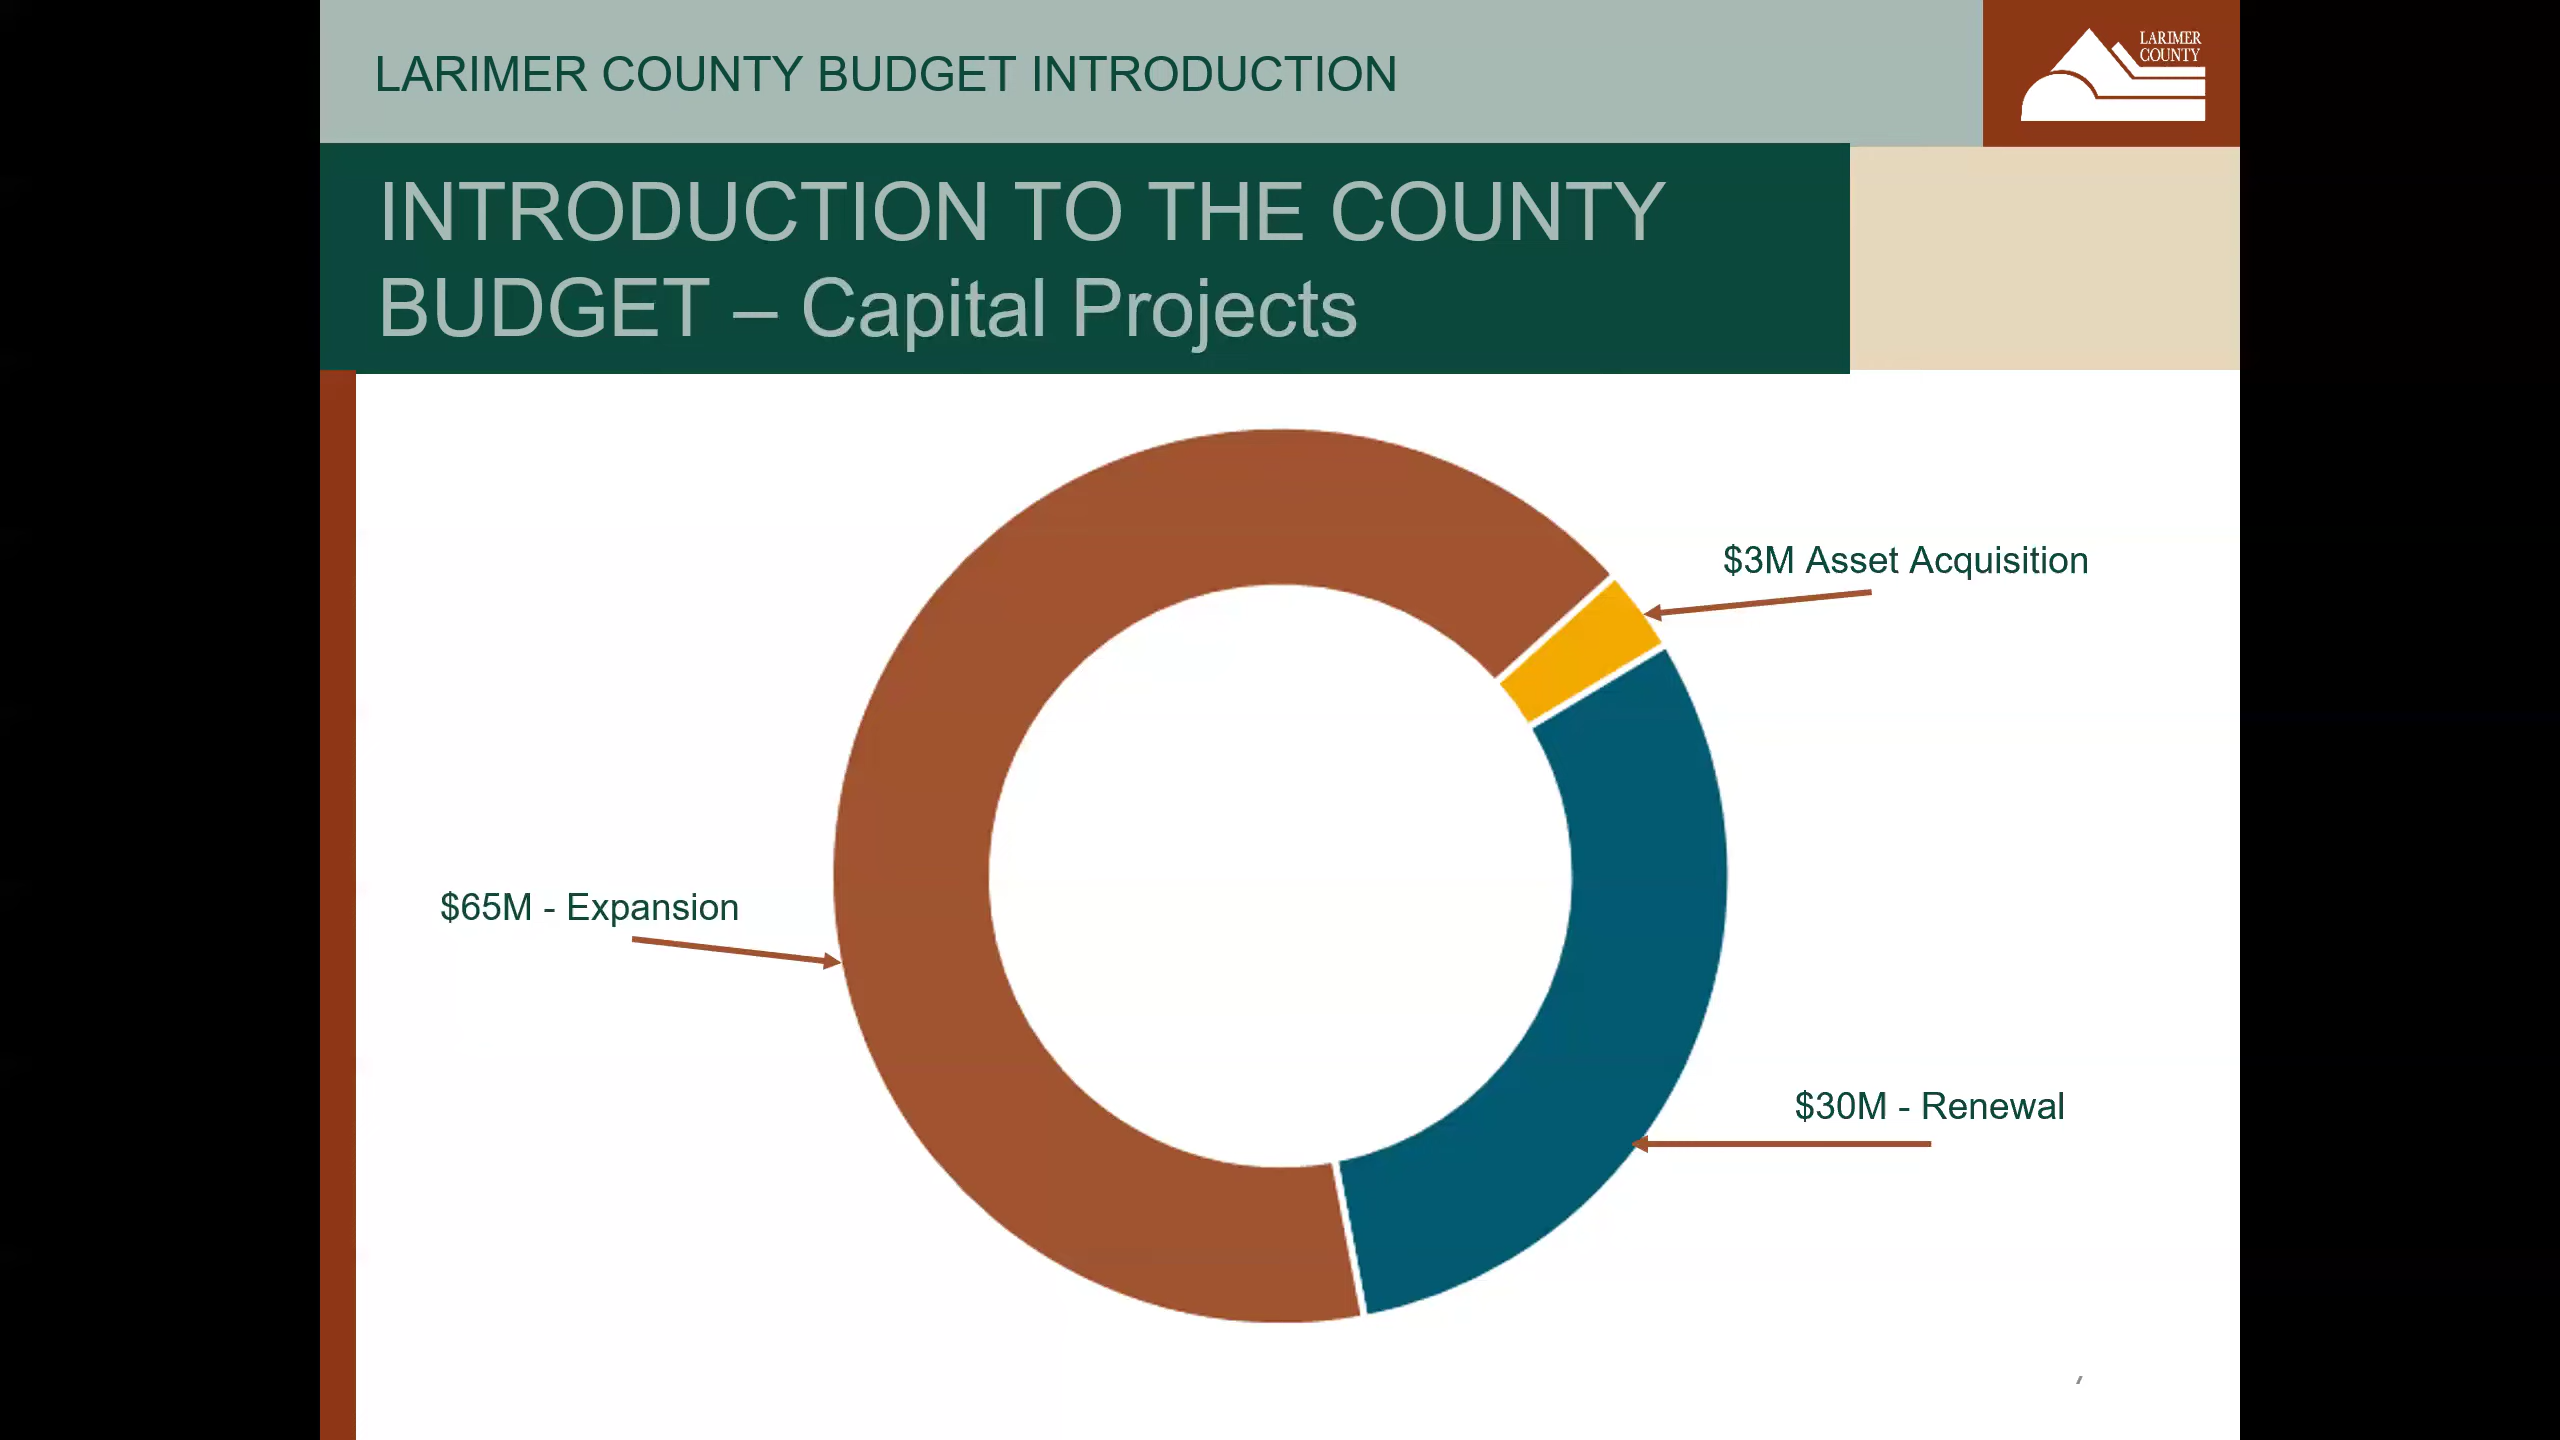 LARIMER COUNTY BUDGET INTRODUCTION
LARIMER
COUNTY
INTRODUCTION TO THE COUNTY
BUDGET – Capital Projects
$3M Asset Acquisition
$65M - Expansion
$30M - Renewal